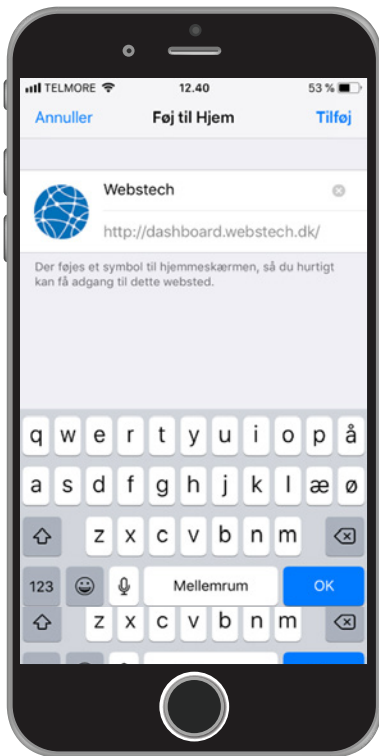 TELMORE 12.40 53 %
Annuller Føj til Hjem Tilføj
Webstech
http://dashboard.webstech.dk/
Der føjes et symbol til hjemmeskærmen, så du hurtigt
kan få adgang til dette websted.
q w e r t y u i o p å
a s d f g h j k l æ ø
z x c v b n m
123 Mellemrum OK
z x c v b n m